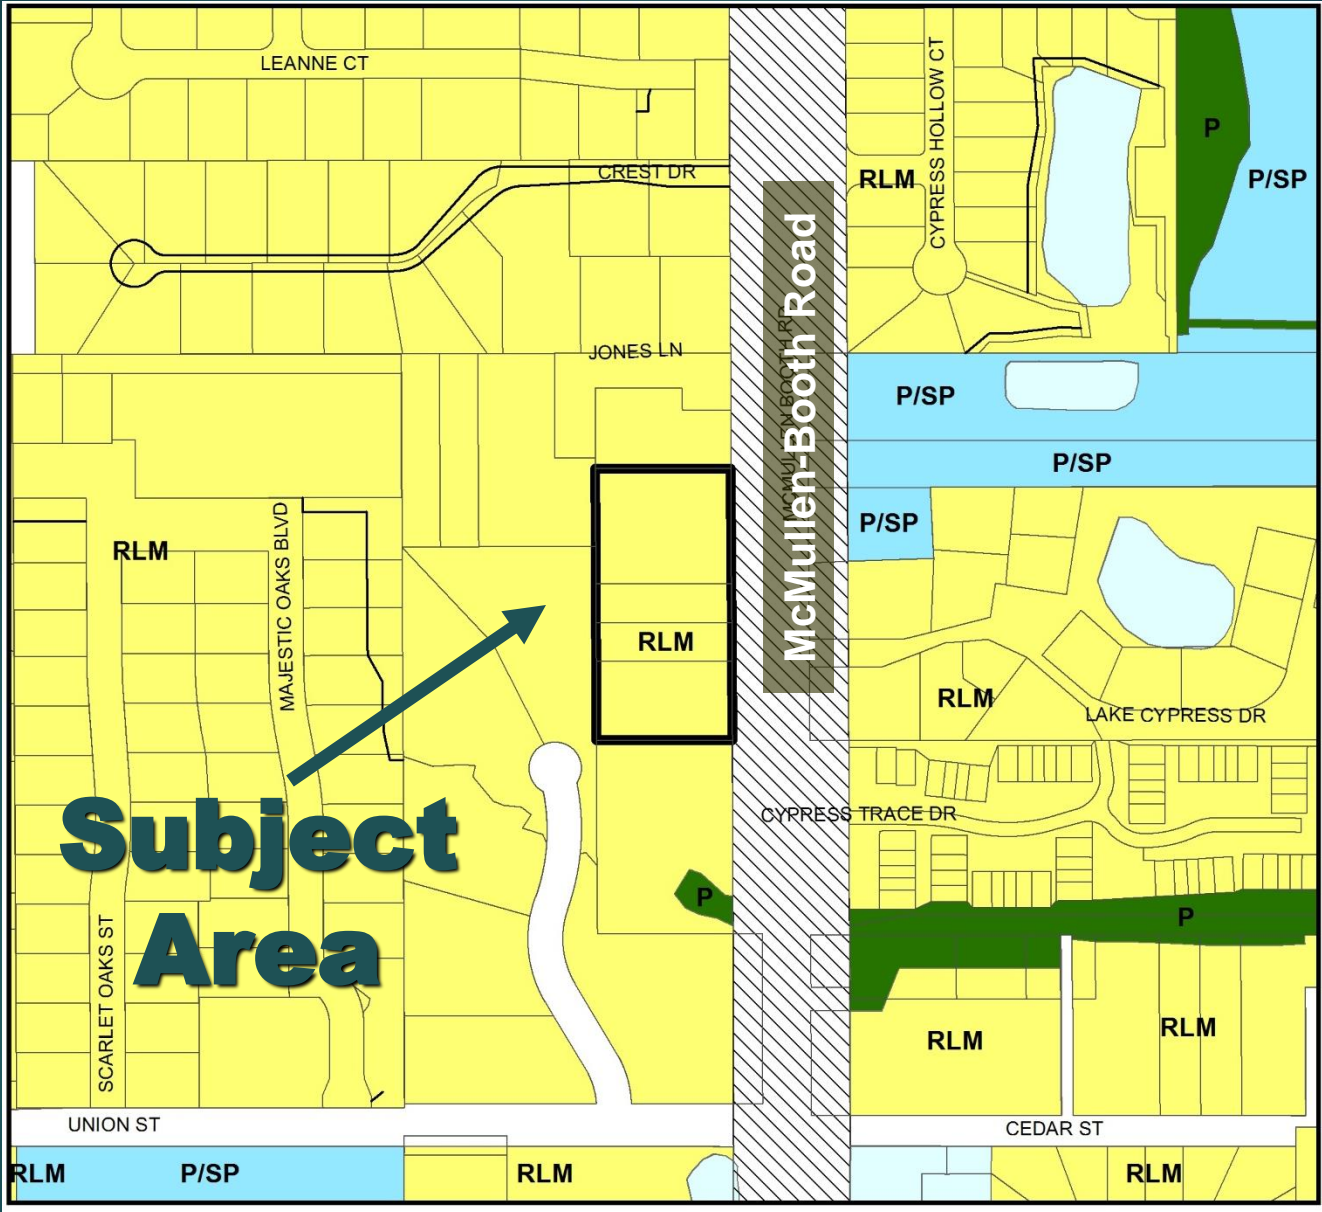 LEANNE CT
CYPRESS HOLLOW CT
P
CREST DR
RLM
P/SP
McMullen-Booth Road
MCMULLEN BOOTH RD
JONES LN
P/SP
P/SP
P/SP
RLM
MAJESTIC OAKS BLVD
RLM
RLM
LAKE CYPRESS DR
Subject
Area
CYPRESS TRACE DR
P
P
SCARLET OAKS ST
RLM
RLM
UNION ST
CEDAR ST
RLM
P/SP
RLM
RLM